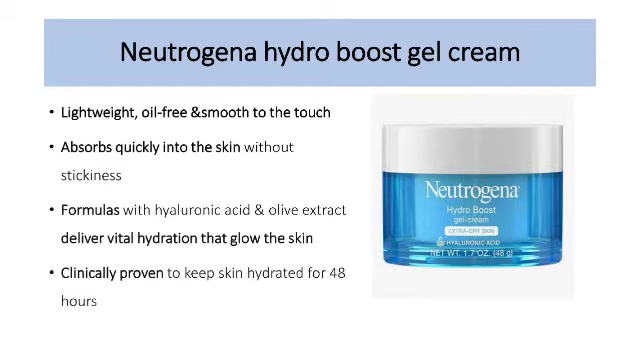 Neutrogena hydro boost gel cream
• Lightweight, oil-free &smooth to the touch
• Absorbs quickly into the skin without
stickiness
• Formulas with hyaluronic acid & olive extract
deliver vital hydration that glow the skin
• Clinically proven to keep skin hydrated for 48
hours
Neutrogena®
Hydro Boost
gel-cream
EXTRA-DRY SKIN
HYALURONIC ACID
NET WT. 1.7 OZ. (48 g)